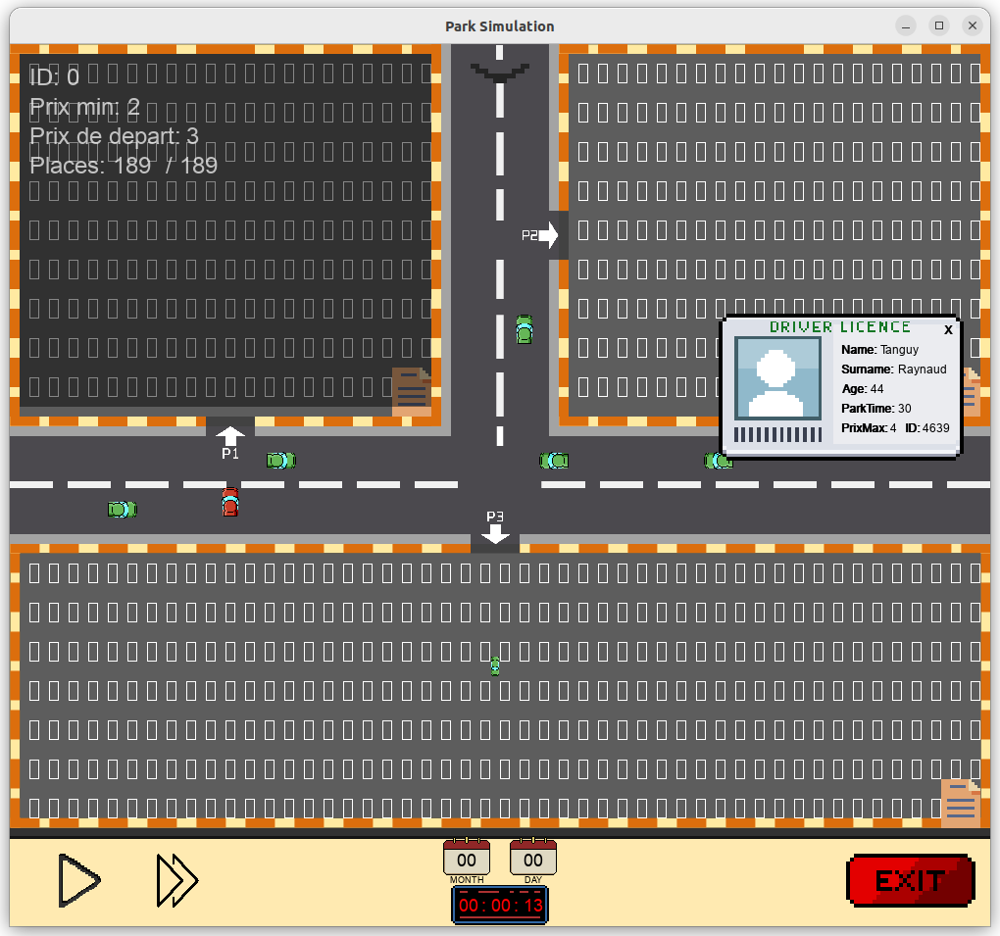 Park Simulation
ID: 0
Prix min: 2
Prix de depart: 3
Places: 189 / 189
P2
DRIVER LICENCE
X
Name: Tanguy
Surname: Raynaud
Age: 44
ParkTime: 30
PrixMax: 4 ID: 4639
P1
P3
00
00
MONTH
DAY
00:00:13
EXIT